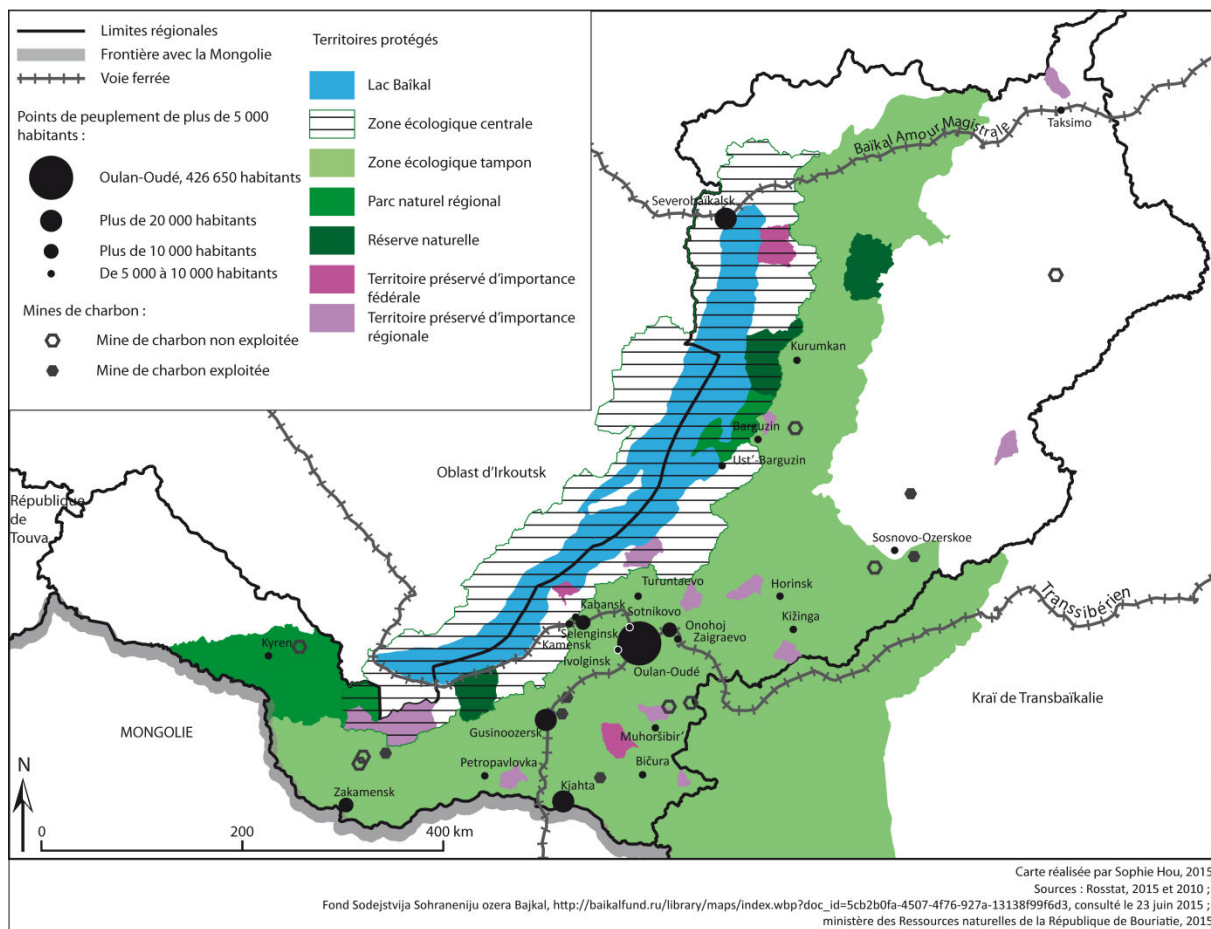 Limites régionales
Frontière avec la Mongolie
Voie ferrée
Points de peuplement de plus de 5 000
habitants :
Oulan-Oudé, 426 650 habitants
Plus de 20 000 habitants
Plus de 10 000 habitants
De 5 000 à 10 000 habitants
Mines de charbon :
Mine de charbon non exploitée
Mine de charbon exploitée
Territoires protégés
Lac Baîkal
Zone écologique centrale
Zone écologique tampon
Parc naturel régional
Réserve naturelle
Territoire préservé d'importance
fédérale
Territoire préservé d'importance
régionale
Taksimo
Baïkal Amour Magistrale
Severobaïkalsk
Kurumkan
Barguzin
Ust'-Barguzin
Oblast d'Irkoutsk
République
de
Touva
Sosnovo-Ozerskoe
Turuntaevo
Horinsk
Transsibérien
Kabansk
Sotnikovo
Selenginsk
Onohoj
Kižinga
Kamensk
Zaigraevo
Ivolginsk
Oulan-Oudé
Kyren
Kraï de Transbaïkalie
MONGOLIE
Gusinoozersk
Muhoršibir'
Petropavlovka
Bičura
Zakamensk
Kjahta
N
0
200
400 km
Carte réalisée par Sophie Hou, 2015
Sources : Rosstat, 2015 et 2010 ;
Fond Sodejstvija Sohraneniju ozera Bajkal, http://baikalfund.ru/library/maps/index.wbp?doc_id=5cb2b0fa-4507-4f76-927a-13138f99f6d3, consulté le 23 juin 2015 ;
ministère des Ressources naturelles de la République de Bouriatie, 2015